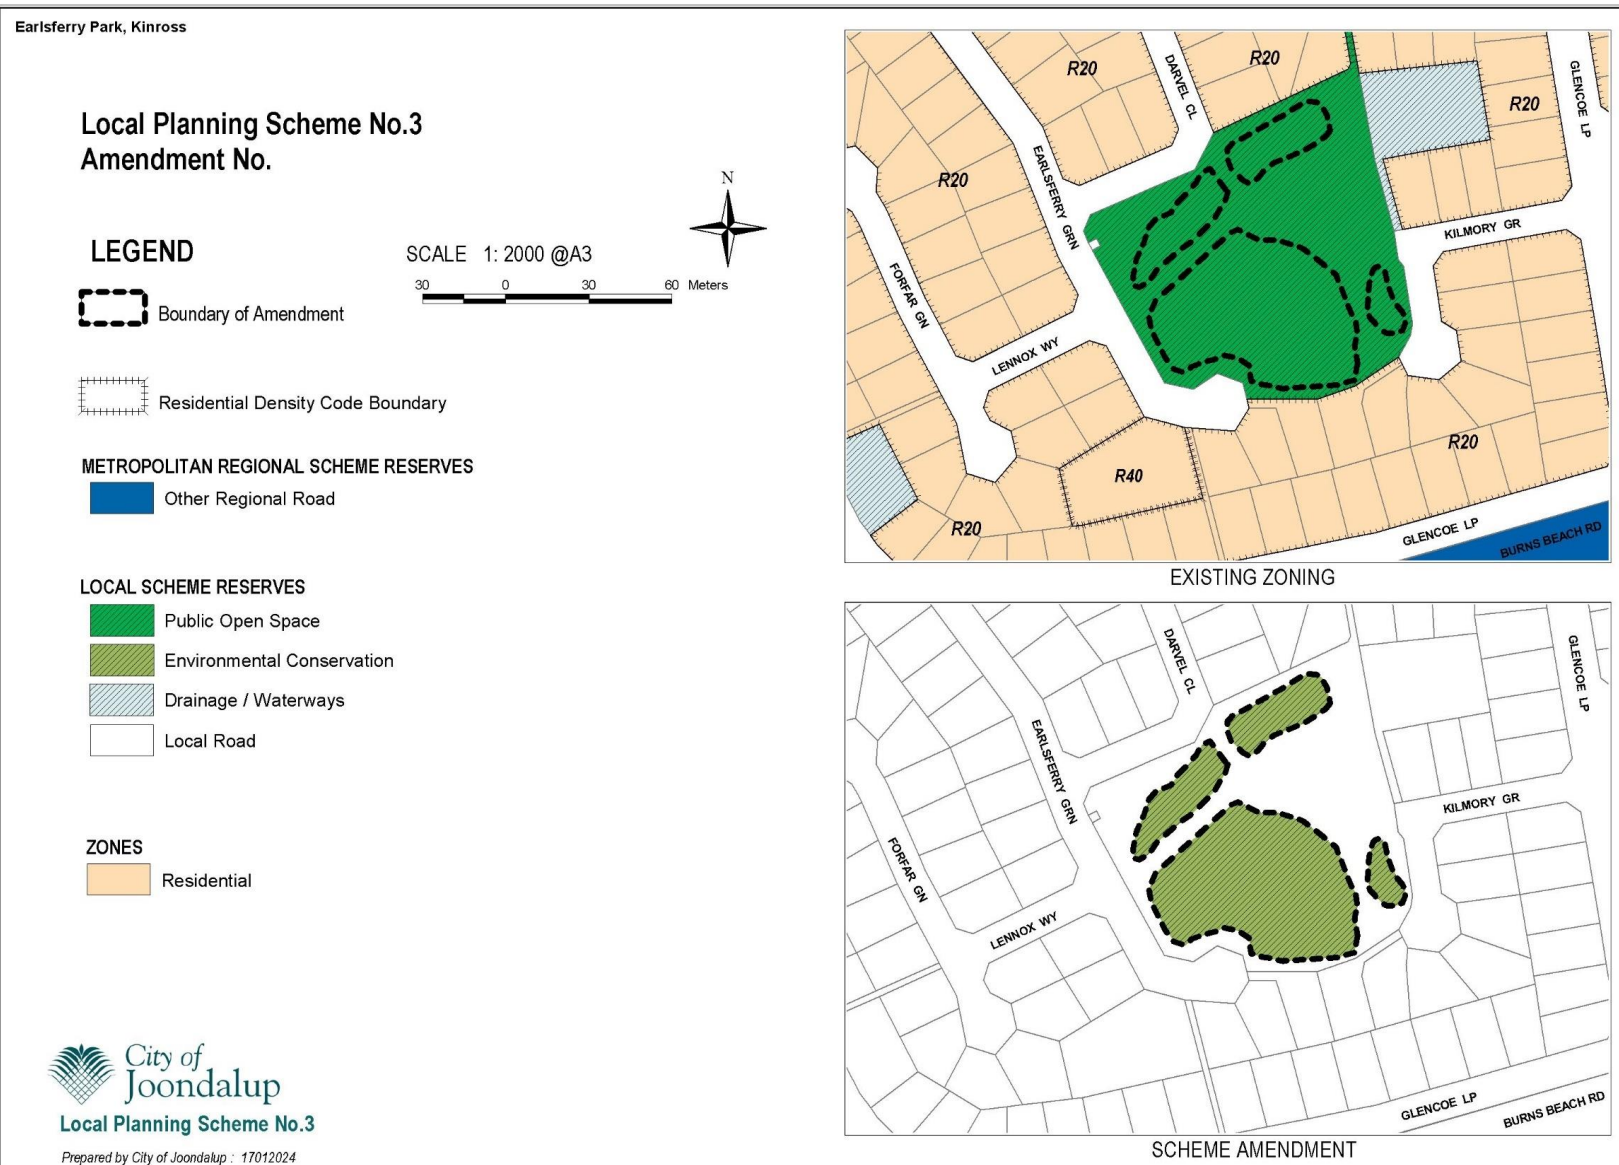 Earlsferry Park, Kinross
Local Planning Scheme No.3
Amendment No.
N
LEGEND
SCALE 1: 2000 @A3
30 0 30 60 Meters
Boundary of Amendment
Residential Density Code Boundary
METROPOLITAN REGIONAL SCHEME RESERVES
Other Regional Road
LOCAL SCHEME RESERVES
Public Open Space
Environmental Conservation
Drainage / Waterways
Local Road
ZONES
Residential
City of
Joondalup
Local Planning Scheme No.3
Prepared by City of Joondalup : 17012024
R20
DARVEL CL
R20
GLENCOE LP
R20
EARLSFERRY GRN
R20
KILMORY GR
FORFAR GN
LENNOX WY
R20
R40
R20
GLENCOE LP
BURNS BEACH RD
EXISTING ZONING
DARVEL CL
GLENCOE LP
EARLSFERRY GRN
KILMORY GR
FORFAR GN
LENNOX WY
GLENCOE LP
BURNS BEACH RD
SCHEME AMENDMENT